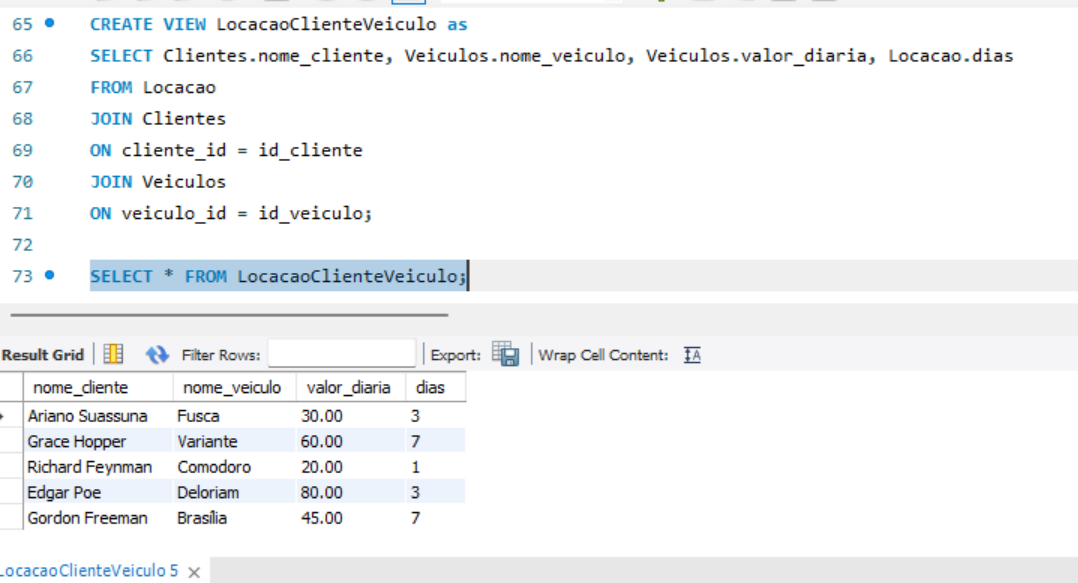 65 CREATE VIEW LocacaoClienteVeiculo as
66 SELECT Clientes.nome_cliente, Veiculos.nome_veiculo, Veiculos.valor_diaria, Locacao.dias
67 FROM Locacao
68 JOIN Clientes
69 ON cliente_id = id_cliente
70 JOIN Veiculos
71 ON veiculo_id = id_veiculo;
72
73 SELECT * FROM LocacaoClienteVeiculo;
Result Grid Filter Rows: Export: Wrap Cell Content: IA
nome_cliente nome_veiculo valor_diaria dias
Ariano Suassuna Fusca 30.00 3
Grace Hopper Variante 60.00 7
Richard Feynman Comodoro 20.00 1
Edgar Poe Deloriam 80.00 3
Gordon Freeman Brasília 45.00 7
LocacaoClienteVeiculo 5